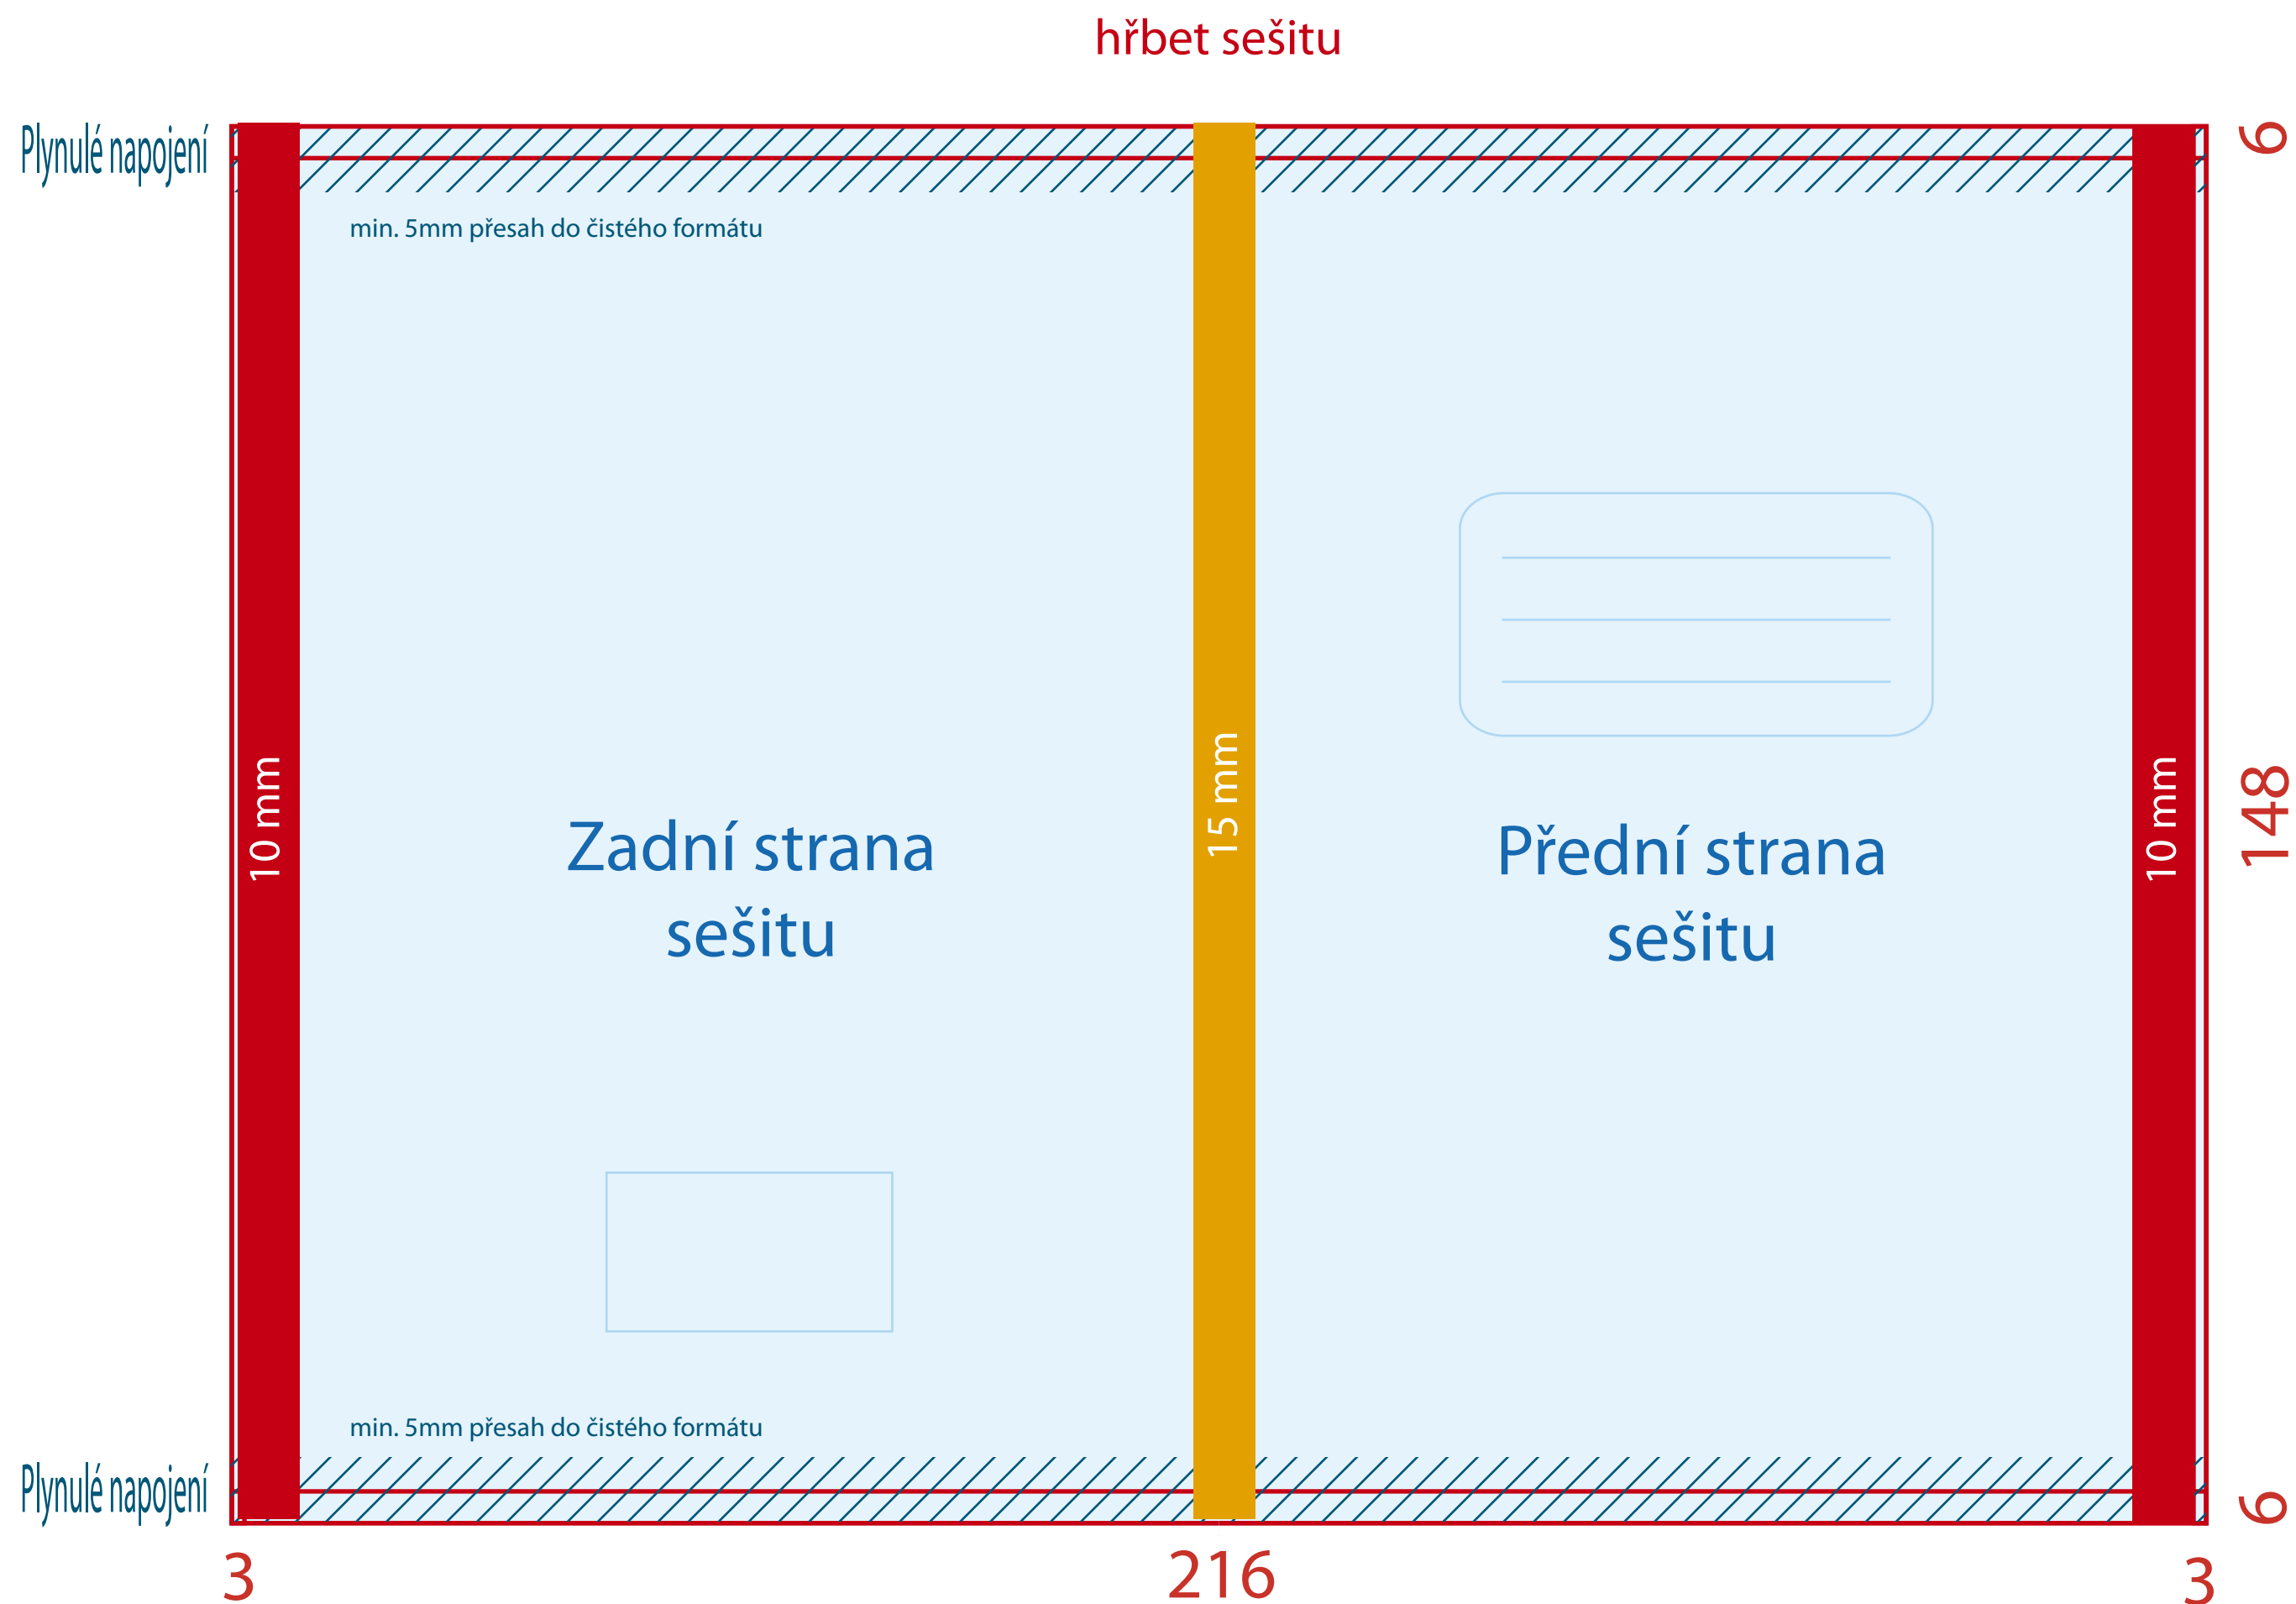 hřbet sešitu
Plynulé napojení
6
min. 5mm přesah do čistého formátu
10 mm
15 mm
10 mm
148
Zadní strana
sešitu
Přední strana
sešitu
min. 5mm přesah do čistého formátu
Plynulé napojení
6
3
216
3